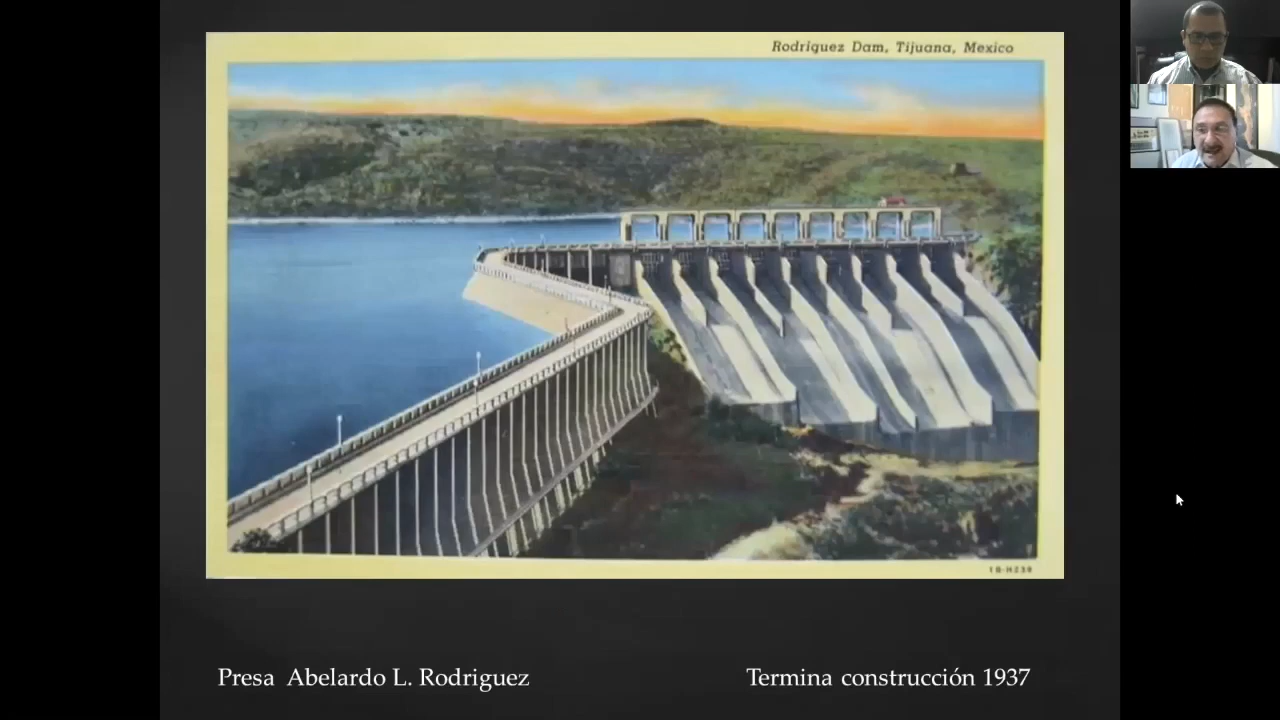 Rodriguez Dam, Tijuana, Mexico
1B-H239
Presa Abelardo L. Rodriguez
Termina construcción 1937